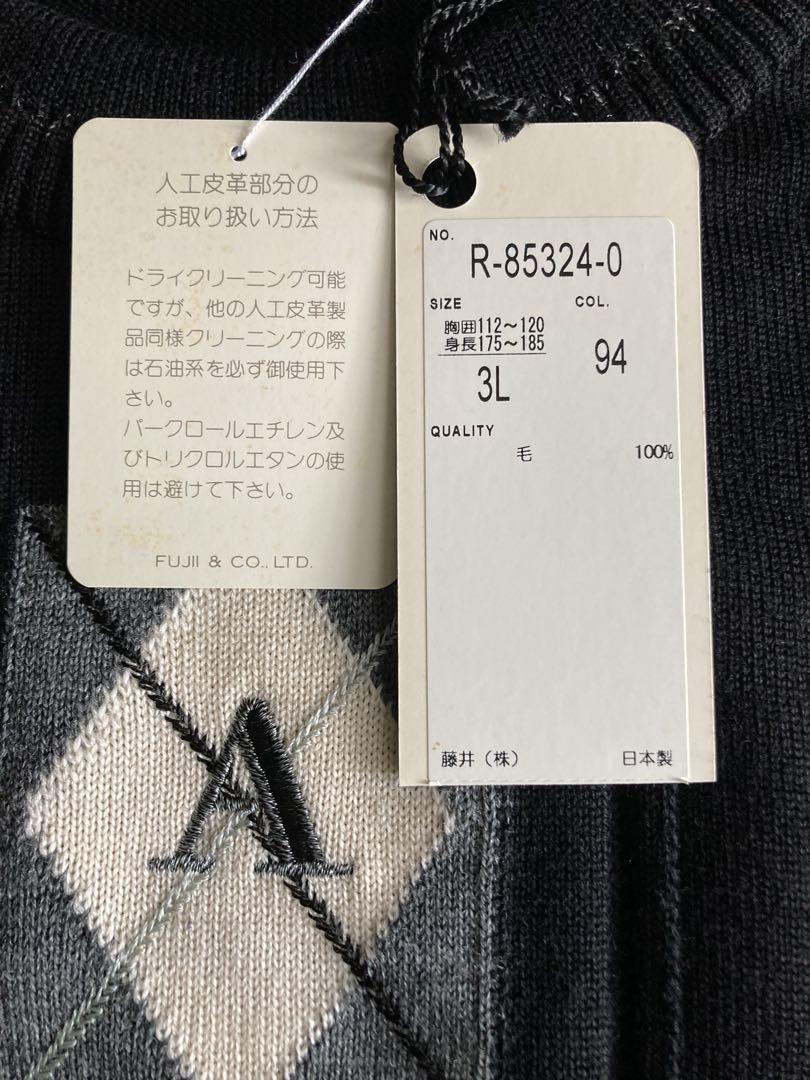 人工皮革部分の
お取り扱い方法
ドライクリーニング可能
ですが、他の人工皮革製
品同様クリーニングの際
は石油系を必ず御使用下
さい。
パークロールエチレン及
びトリクロルエタンの使
用は避けて下さい。
FUJII & CO., LTD.
NO.
R-85324-0
SIZE COL.
胸囲112～120
身長175～185
3L 94
QUALITY
毛 100%
藤井（株） 日本製
A